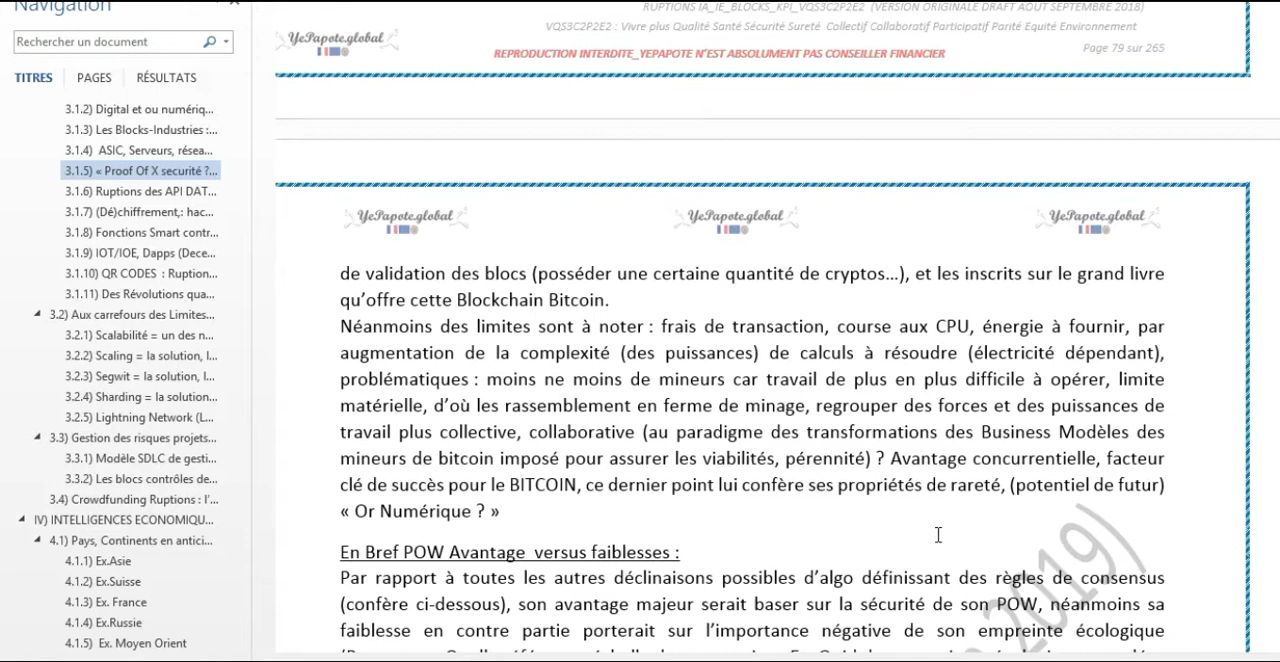 Navigation
Rechercher un document
TITRES PAGES RÉSULTATS
3.1.2) Digital et ou numériq...
3.1.3) Les Blocks-Industries :...
3.1.4) ASIC, Serveurs, résea...
3.1.5) « Proof Of X securité ?...
3.1.6) Ruptions des API DAT...
3.1.7) (Dé)chiffrement,: hac...
3.1.8) Fonctions Smart contr...
3.1.9) IOT/IOE, Dapps (Dece...
3.1.10) QR CODES : Ruption...
3.1.11) Des Révolutions qua...
3.2) Aux carrefours des Limites...
3.2.1) Scalabilité = un des n...
3.2.2) Scaling = la solution, l...
3.2.3) Segwit = la solution, l...
3.2.4) Sharding = la solution...
3.2.5) Lightning Network (L...
3.3) Gestion des risques projets...
3.3.1) Modèle SDLC de gesti...
3.3.2) Les blocs contrôles de...
3.4) Crowdfunding Ruptions : l'...
IV) INTELLIGENCES ECONOMIQU...
4.1) Pays, Continents en antici...
4.1.1) Ex.Asie
4.1.2) Ex.Suisse
4.1.3) Ex. France
4.1.4) Ex.Russie
4.1.5) Ex. Moyen Orient
RUPTIONS IA_IE_BLOCKS_KPI_VQS3C2P2E2 (VERSION ORIGINALE DRAFT AOUT SEPTEMBRE 2018)
VQS3C2P2E2 : Vivre plus Qualité Santé Sécurité Sureté Collectif Collaboratif Participatif Parité Equité Environnement
YePapote.global
REPRODUCTION INTERDITE_YEPAPOTE N'EST ABSOLUMENT PAS CONSEILLER FINANCIER
Page 79 sur 265
YePapote.global YePapote.global YePapote.global
de validation des blocs (posséder une certaine quantité de cryptos…), et les inscrits sur le grand livre
qu'offre cette Blockchain Bitcoin.
Néanmoins des limites sont à noter : frais de transaction, course aux CPU, énergie à fournir, par
augmentation de la complexité (des puissances) de calculs à résoudre (électricité dépendant),
problématiques : moins ne moins de mineurs car travail de plus en plus difficile à opérer, limite
matérielle, d'où les rassemblement en ferme de minage, regrouper des forces et des puissances de
travail plus collective, collaborative (au paradigme des transformations des Business Modèles des
mineurs de bitcoin imposé pour assurer les viabilités, pérennité) ? Avantage concurrentielle, facteur
clé de succès pour le BITCOIN, ce dernier point lui confère ses propriétés de rareté, (potentiel de futur)
« Or Numérique ? »
En Bref POW Avantage versus faiblesses :
Par rapport à toutes les autres déclinaisons possibles d'algo définissant des règles de consensus
(confère ci-dessous), son avantage majeur serait baser sur la sécurité de son POW, néanmoins sa
faiblesse en contre partie porterait sur l'importance négative de son empreinte écologique
2019)